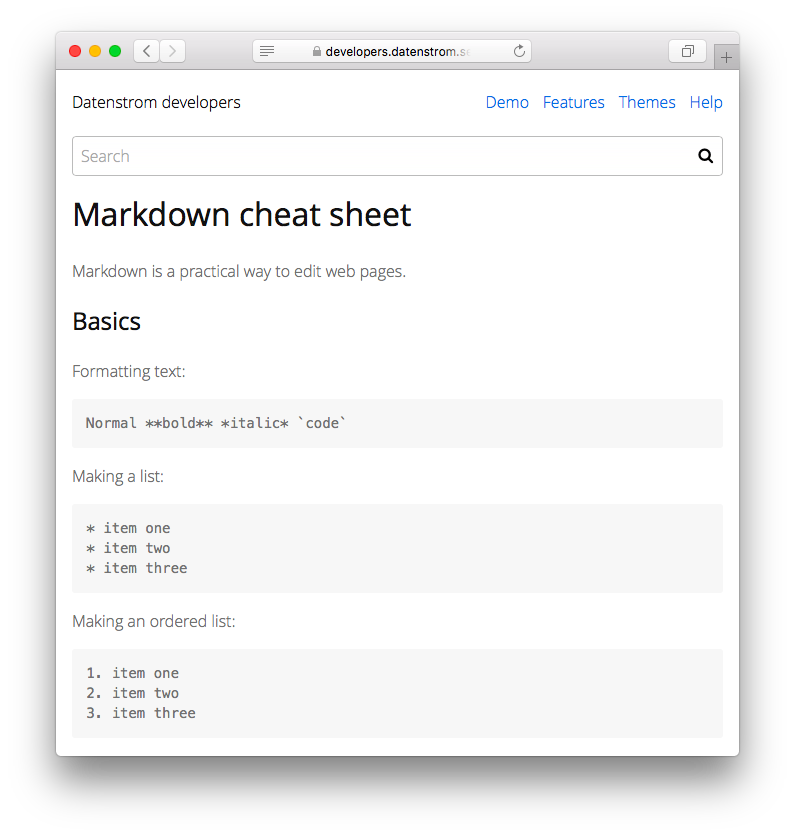 developers.datenstrom.se
Datenstrom developers Demo Features Themes Help
Search
Markdown cheat sheet
Markdown is a practical way to edit web pages.
Basics
Formatting text:
Normal **bold** *italic* `code`
Making a list:
* item one
* item two
* item three
Making an ordered list:
1. item one
2. item two
3. item three